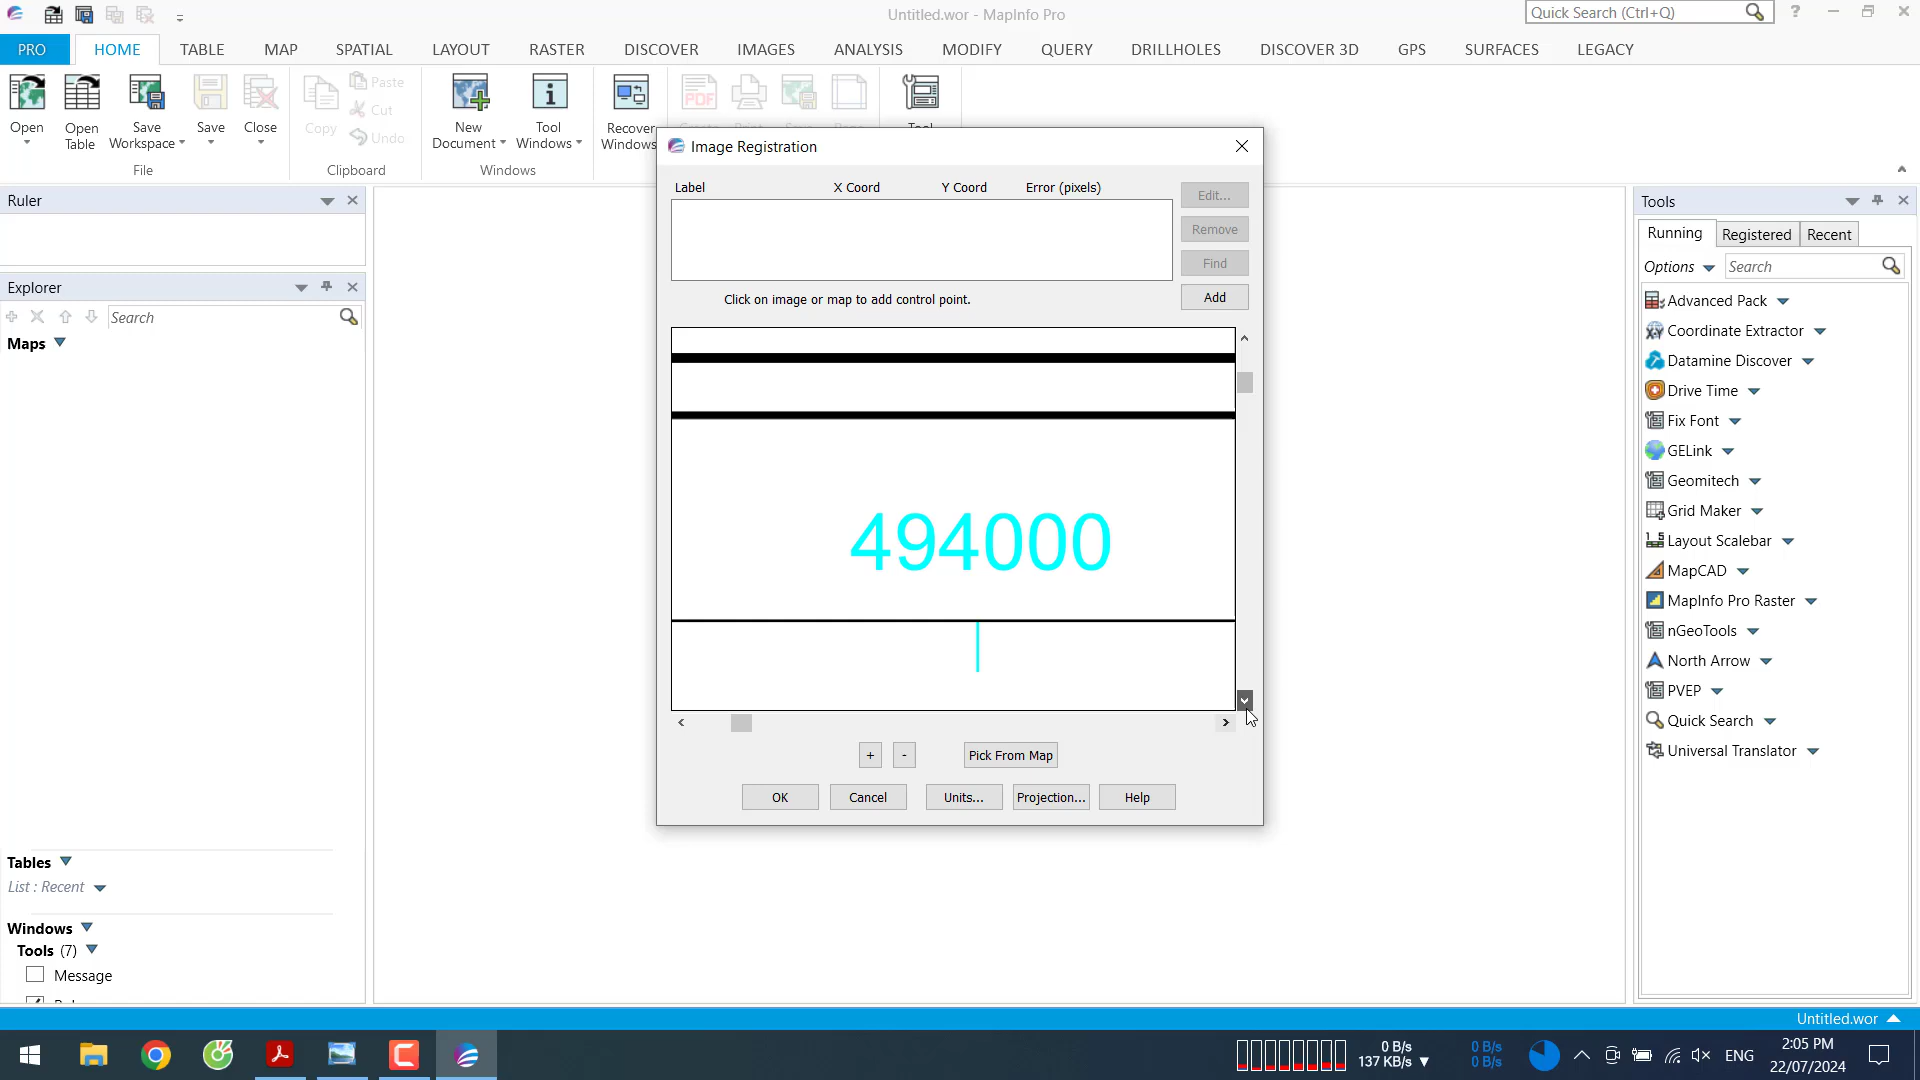 Untitled.wor - MapInfo Pro
Quick Search (Ctrl+Q)
PRO HOME TABLE MAP SPATIAL LAYOUT RASTER DISCOVER IMAGES ANALYSIS MODIFY QUERY DRILLHOLES DISCOVER 3D GPS SURFACES LEGACY
Open
Open Table
Save Workspace
Save
Close
File
Copy
Paste
Cut
Undo
Clipboard
New Document
Tool Windows
Windows
Recover Windows
PDF
Ruler
Explorer
Search
Maps
Tables
List : Recent
Windows
Tools (7)
Message
Image Registration
Label X Coord Y Coord Error (pixels)
Edit...
Remove
Find
Add
Click on image or map to add control point.
494000
+ - Pick From Map
OK Cancel Units... Projection... Help
Tools
Running Registered Recent
Options Search
Advanced Pack
Coordinate Extractor
Datamine Discover
Drive Time
Fix Font
GELink
Geomitech
Grid Maker
Layout Scalebar
MapCAD
MapInfo Pro Raster
nGeoTools
North Arrow
PVEP
Quick Search
Universal Translator
Untitled.wor
0 B/s
137 KB/s
0 B/s
0 B/s
ENG
2:05 PM
22/07/2024